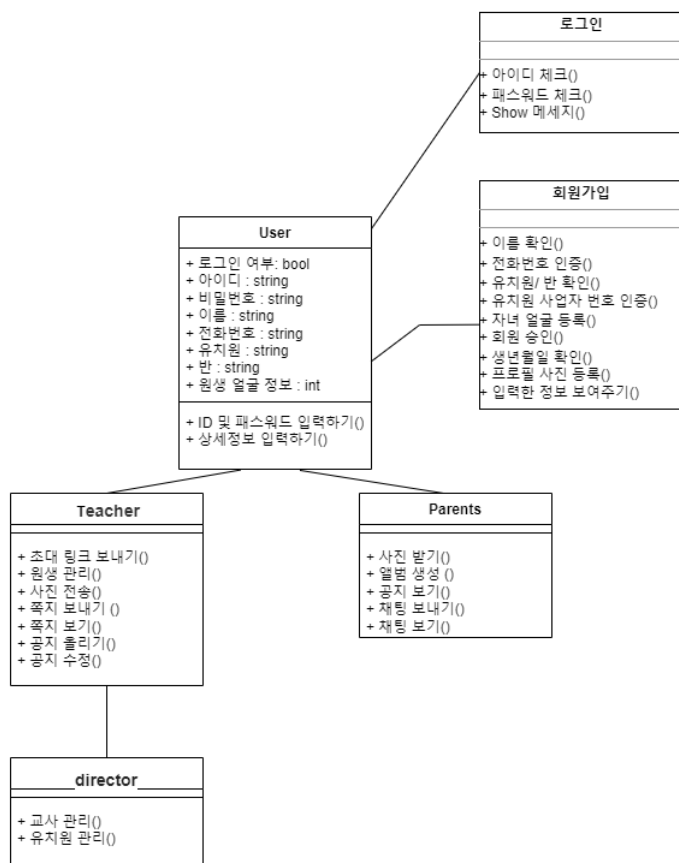 로그인
+ 아이디 체크()
+ 패스워드 체크()
+ Show 메세지()
회원가입
+ 이름 확인()
+ 전화번호 인증()
+ 유치원/ 반 확인()
+ 유치원 사업자 번호 인증()
+ 자녀 얼굴 등록()
+ 회원 승인()
+ 생년월일 확인()
+ 프로필 사진 등록()
+ 입력한 정보 보여주기()
User
+ 로그인 여부: bool
+ 아이디 : string
+ 비밀번호 : string
+ 이름 : string
+ 전화번호 : string
+ 유치원 : string
+ 반 : string
+ 원생 얼굴 정보 : int
+ ID 및 패스워드 입력하기()
+ 상세정보 입력하기()
Teacher
+ 초대 링크 보내기()
+ 원생 관리()
+ 사진 전송()
+ 쪽지 보내기 ()
+ 쪽지 보기()
+ 공지 올리기()
+ 공지 수정()
Parents
+ 사진 받기()
+ 앨범 생성 ()
+ 공지 보기()
+ 채팅 보내기()
+ 채팅 보기()
director
+ 교사 관리()
+ 유치원 관리()